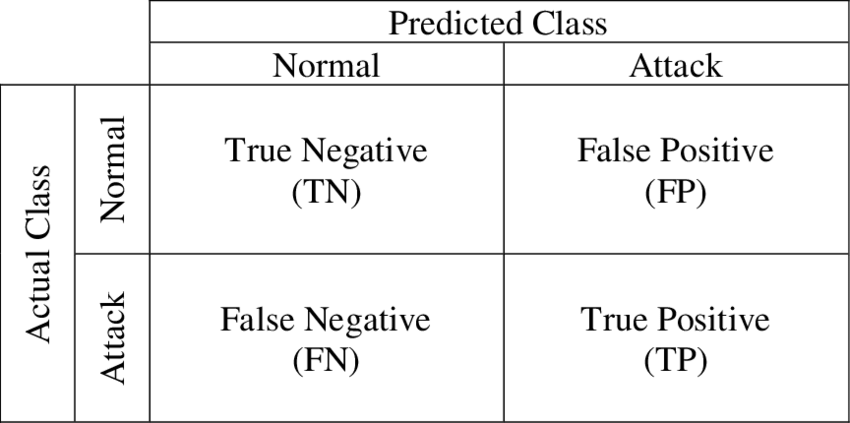 Predicted Class
Normal
Attack
Actual Class
Normal
True Negative
(TN)
False Positive
(FP)
Attack
False Negative
(FN)
True Positive
(TP)